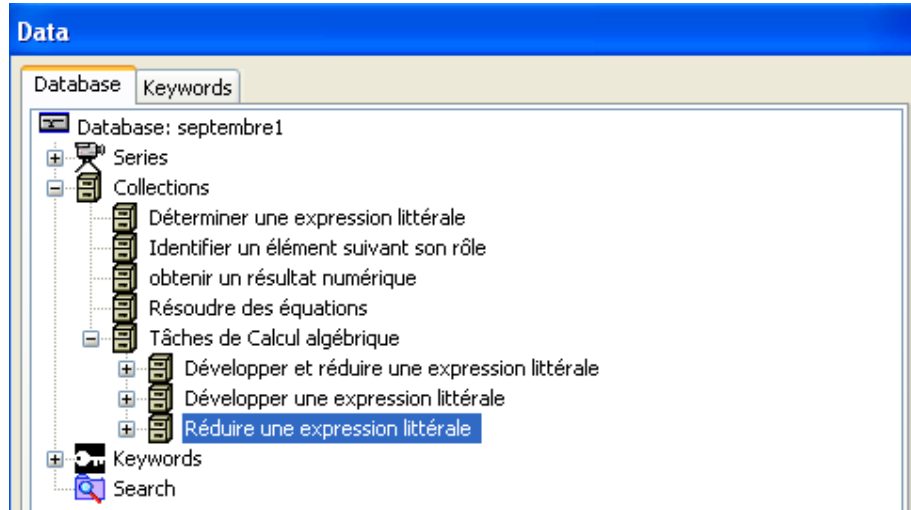 Data
Database Keywords
Database: septembre1
Series
Collections
Déterminer une expression littérale
Identifier un élément suivant son rôle
obtenir un résultat numérique
Résoudre des équations
Tâches de Calcul algébrique
Développer et réduire une expression littérale
Développer une expression littérale
Réduire une expression littérale
Keywords
Search